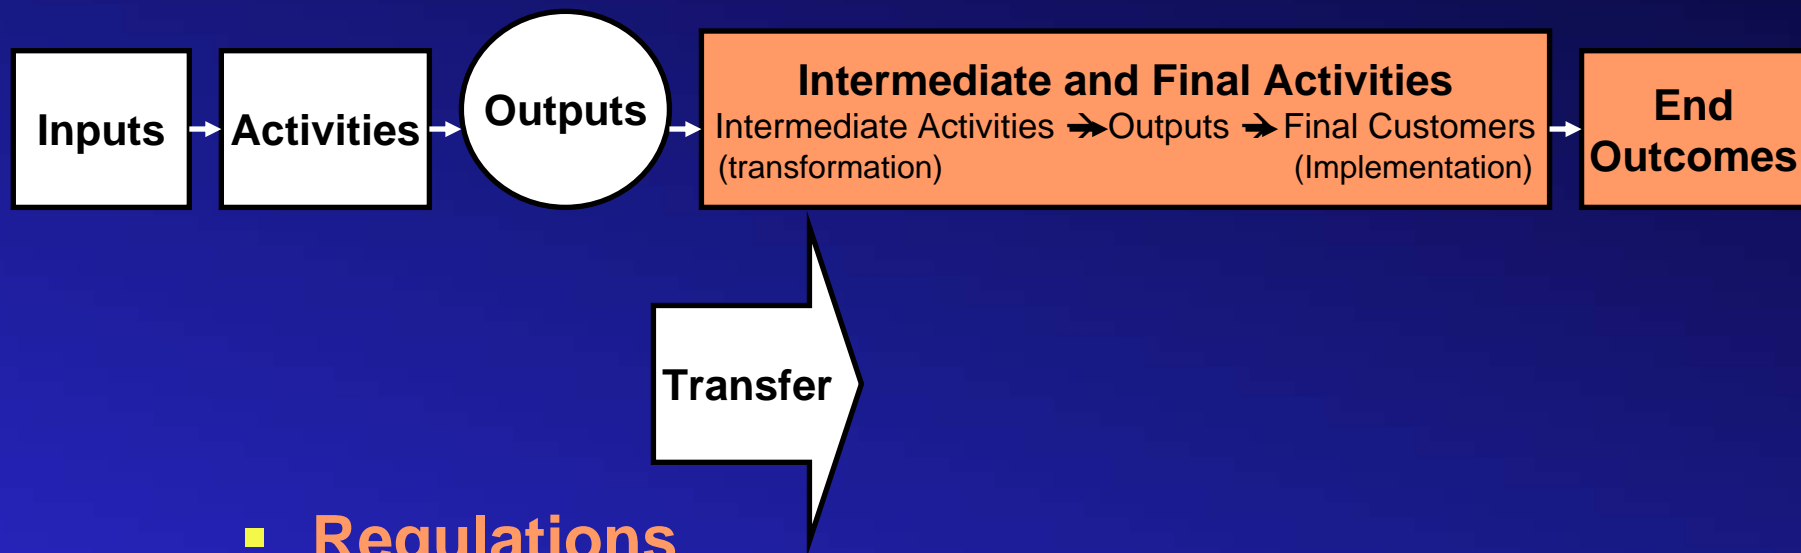 Inputs
Activities
Outputs
Intermediate and Final Activities
Intermediate Activities ➔Outputs ➔ Final Customers
(transformation) (Implementation)
End
Outcomes
Transfer
▪ Regulations